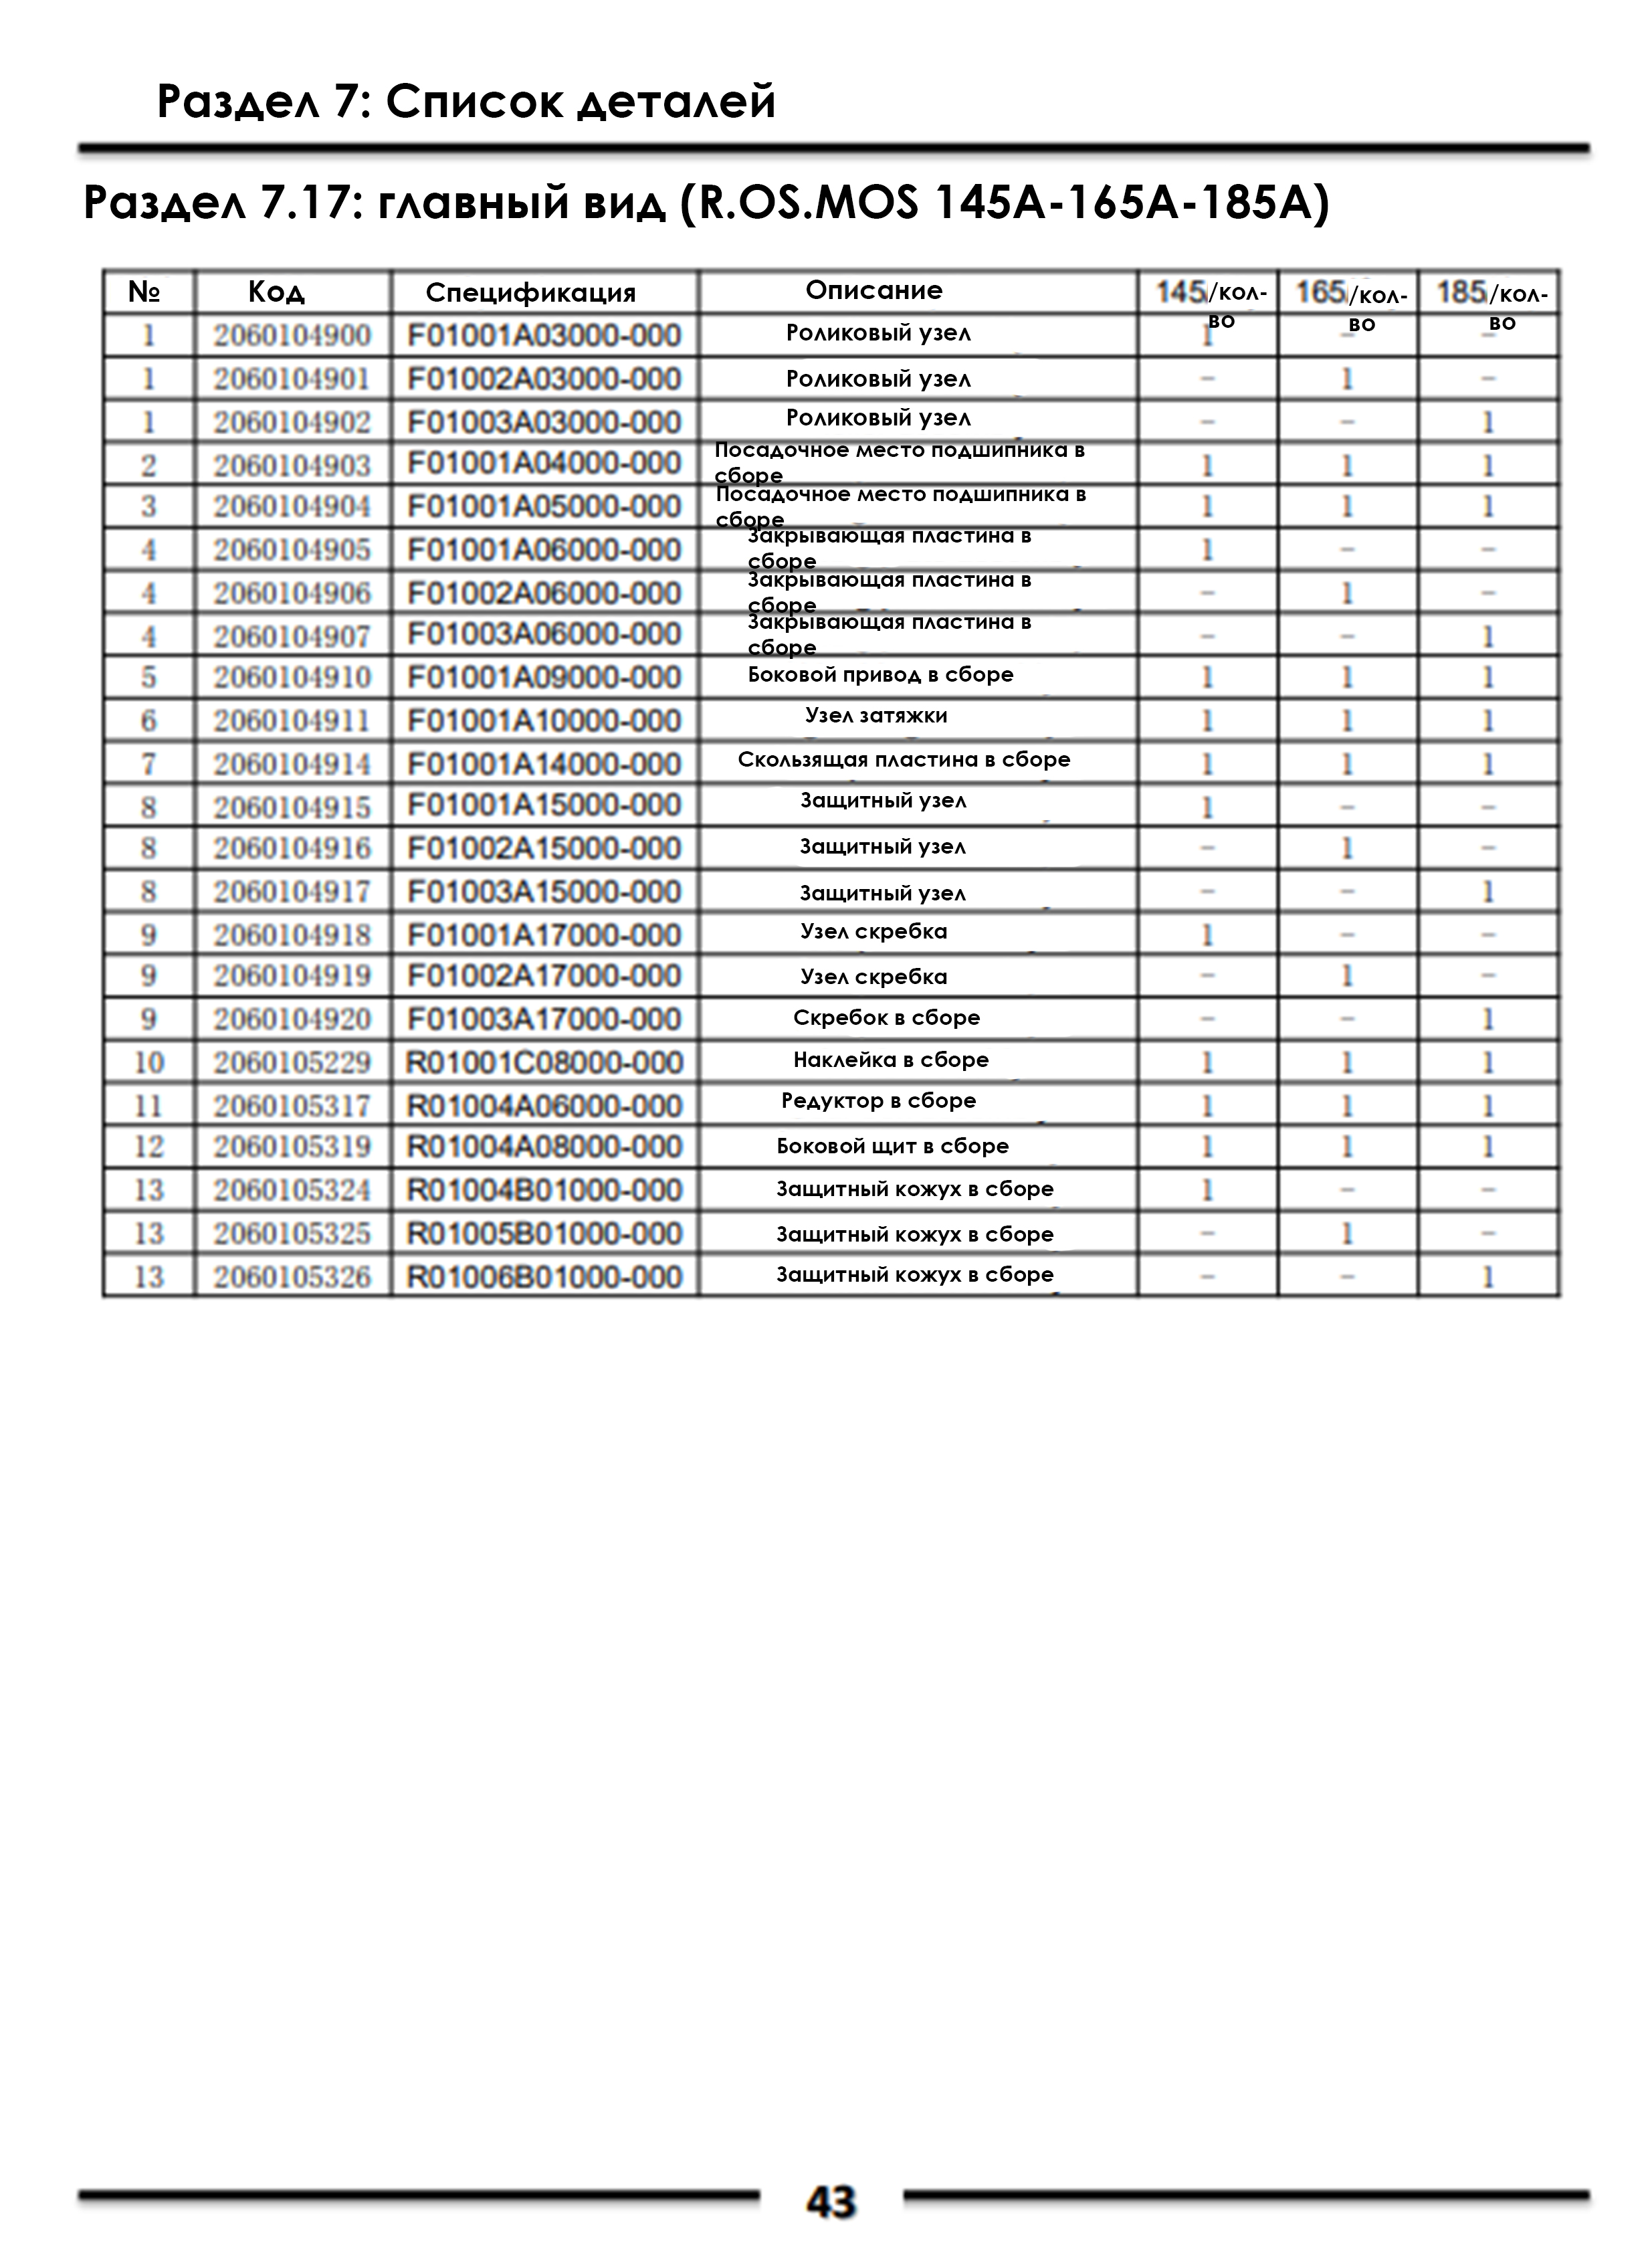 Раздел 7: Список деталей
Раздел 7.17: главный вид (R.OS.MOS 145A-165A-185A)
№ Код Спецификация Описание 145/кол-во 165/кол-во 185/кол-во
1 2060104900 F01001A03000-000 Роликовый узел 1 – –
1 2060104901 F01002A03000-000 Роликовый узел – 1 –
1 2060104902 F01003A03000-000 Роликовый узел – – 1
2 2060104903 F01001A04000-000 Посадочное место подшипника в сборе 1 1 1
3 2060104904 F01001A05000-000 Посадочное место подшипника в сборе 1 1 1
4 2060104905 F01001A06000-000 Закрывающая пластина в сборе 1 – –
4 2060104906 F01002A06000-000 Закрывающая пластина в сборе – 1 –
4 2060104907 F01003A06000-000 Закрывающая пластина в сборе – – 1
5 2060104910 F01001A09000-000 Боковой привод в сборе 1 1 1
6 2060104911 F01001A10000-000 Узел затяжки 1 1 1
7 2060104914 F01001A14000-000 Скользящая пластина в сборе 1 1 1
8 2060104915 F01001A15000-000 Защитный узел 1 – –
8 2060104916 F01002A15000-000 Защитный узел – 1 –
8 2060104917 F01003A15000-000 Защитный узел – – 1
9 2060104918 F01001A17000-000 Узел скребка 1 – –
9 2060104919 F01002A17000-000 Узел скребка – 1 –
9 2060104920 F01003A17000-000 Скребок в сборе – – 1
10 2060105229 R01001C08000-000 Наклейка в сборе 1 1 1
11 2060105317 R01004A06000-000 Редуктор в сборе 1 1 1
12 2060105319 R01004A08000-000 Боковой щит в сборе 1 1 1
13 2060105324 R01004B01000-000 Защитный кожух в сборе 1 – –
13 2060105325 R01005B01000-000 Защитный кожух в сборе – 1 –
13 2060105326 R01006B01000-000 Защитный кожух в сборе – – 1
43